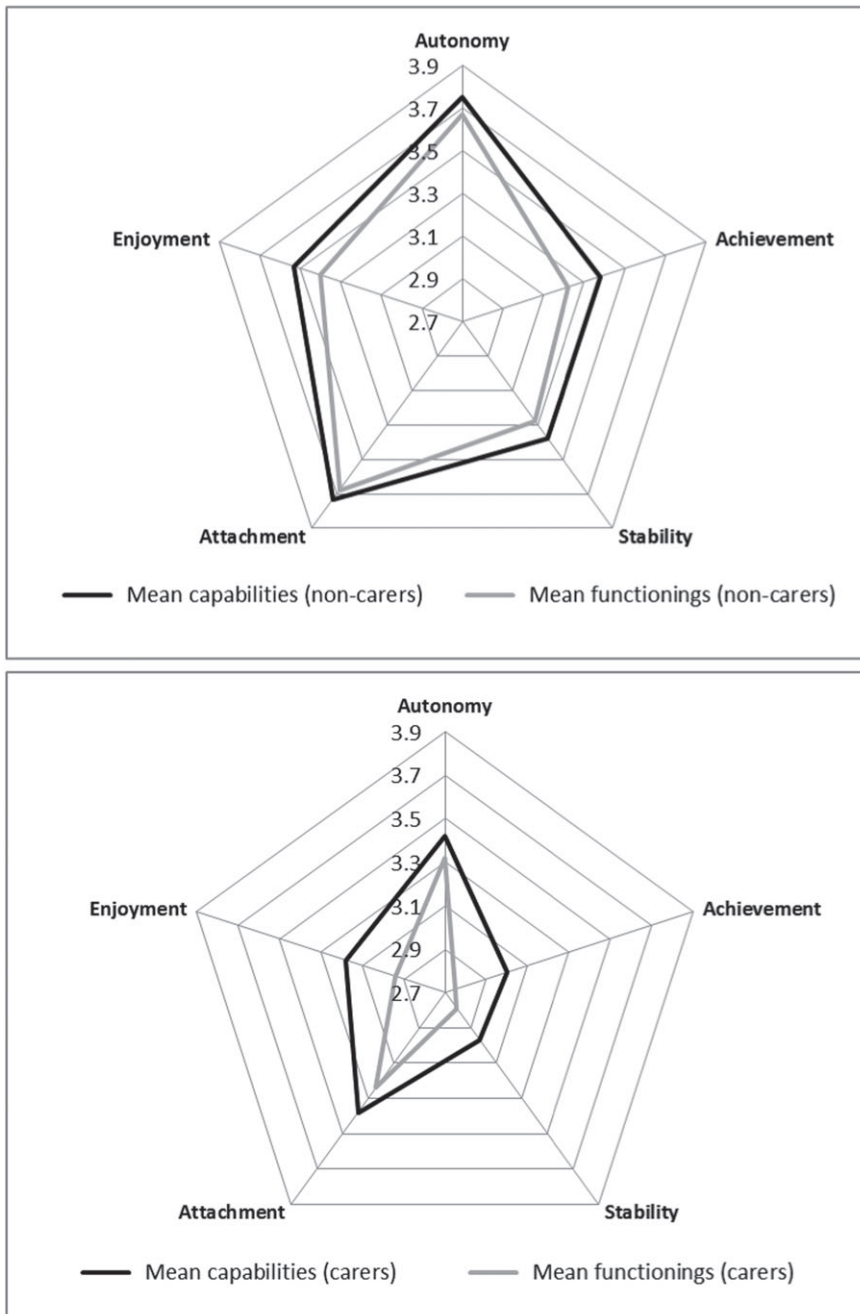 Autonomy
3.9
3.7
3.5
3.3
3.1
2.9
2.7
Enjoyment
Achievement
Attachment
Stability
Mean capabilities (non-carers) Mean functionings (non-carers)
Autonomy
3.9
3.7
3.5
3.3
3.1
2.9
2.7
Enjoyment
Achievement
Attachment
Stability
Mean capabilities (carers) Mean functionings (carers)